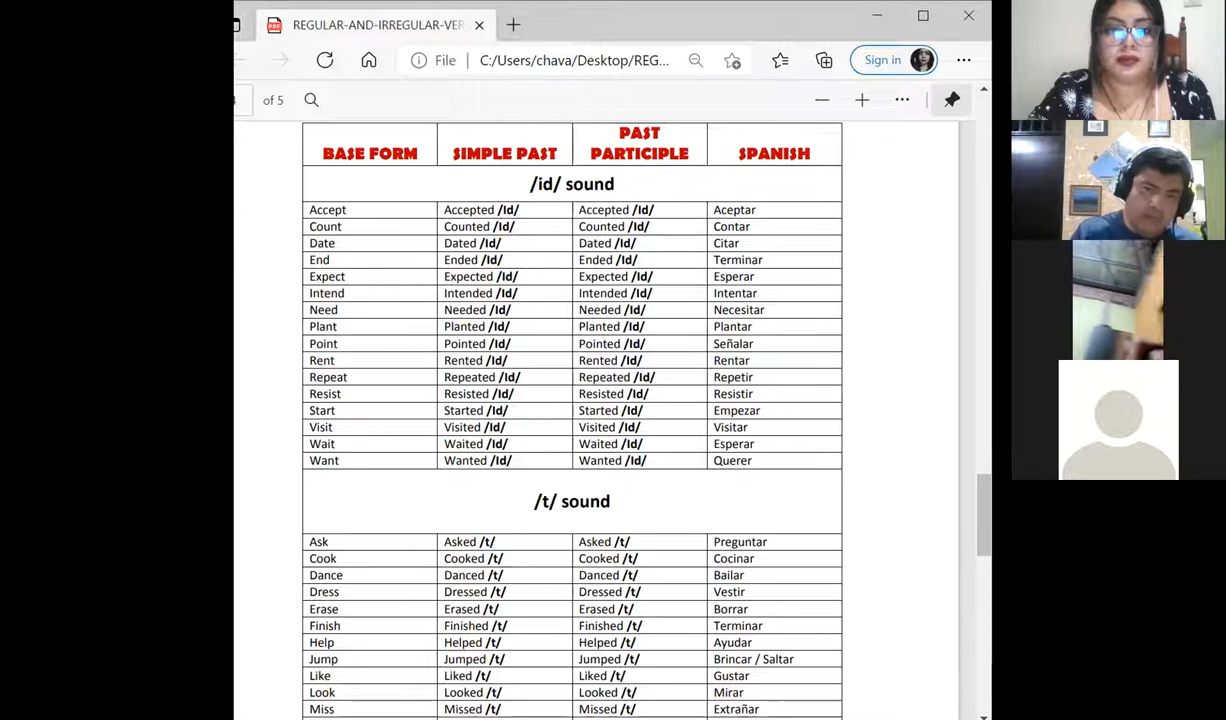 REGULAR-AND-IRREGULAR-VER
File C:/Users/chava/Desktop/REG... Sign in
of 5
BASE FORM SIMPLE PAST PAST PARTICIPLE SPANISH
/id/ sound
Accept Accepted /Id/ Accepted /Id/ Aceptar
Count Counted /Id/ Counted /Id/ Contar
Date Dated /Id/ Dated /Id/ Citar
End Ended /Id/ Ended /Id/ Terminar
Expect Expected /Id/ Expected /Id/ Esperar
Intend Intended /Id/ Intended /Id/ Intentar
Need Needed /Id/ Needed /Id/ Necesitar
Plant Planted /Id/ Planted /Id/ Plantar
Point Pointed /Id/ Pointed /Id/ Señalar
Rent Rented /Id/ Rented /Id/ Rentar
Repeat Repeated /Id/ Repeated /Id/ Repetir
Resist Resisted /Id/ Resisted /Id/ Resistir
Start Started /Id/ Started /Id/ Empezar
Visit Visited /Id/ Visited /Id/ Visitar
Wait Waited /Id/ Waited /Id/ Esperar
Want Wanted /Id/ Wanted /Id/ Querer
/t/ sound
Ask Asked /t/ Asked /t/ Preguntar
Cook Cooked /t/ Cooked /t/ Cocinar
Dance Danced /t/ Danced /t/ Bailar
Dress Dressed /t/ Dressed /t/ Vestir
Erase Erased /t/ Erased /t/ Borrar
Finish Finished /t/ Finished /t/ Terminar
Help Helped /t/ Helped /t/ Ayudar
Jump Jumped /t/ Jumped /t/ Brincar / Saltar
Like Liked /t/ Liked /t/ Gustar
Look Looked /t/ Looked /t/ Mirar
Miss Missed /t/ Missed /t/ Extrañar